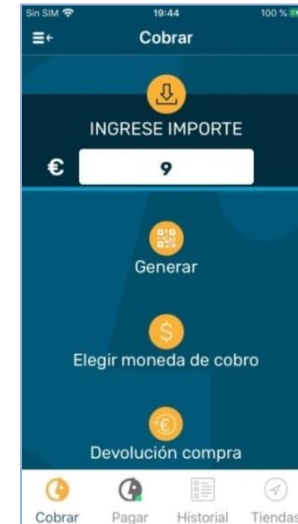 Sin SIM 19:44 100 %
Cobrar
INGRESE IMPORTE
€ 9
Generar
$
Elegir moneda de cobro
€
Devolución compra
Cobrar Pagar Historial Tiendas